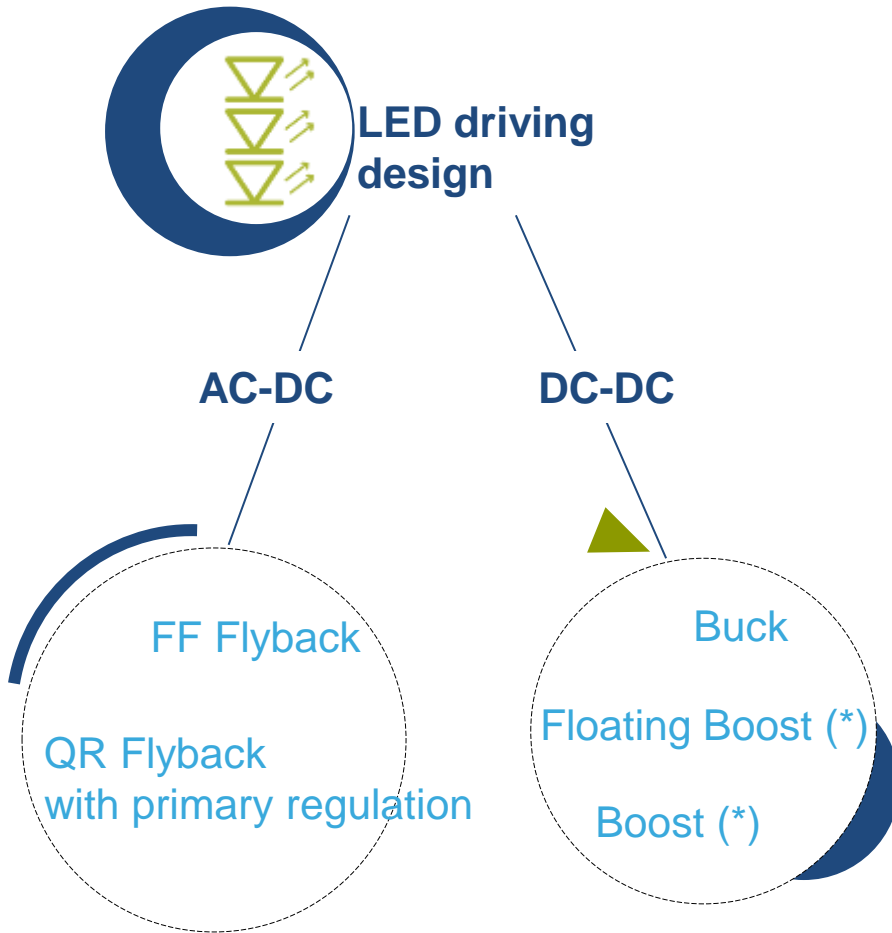 LED driving
design
AC-DC
DC-DC
FF Flyback
QR Flyback
with primary regulation
Buck
Floating Boost (*)
Boost (*)